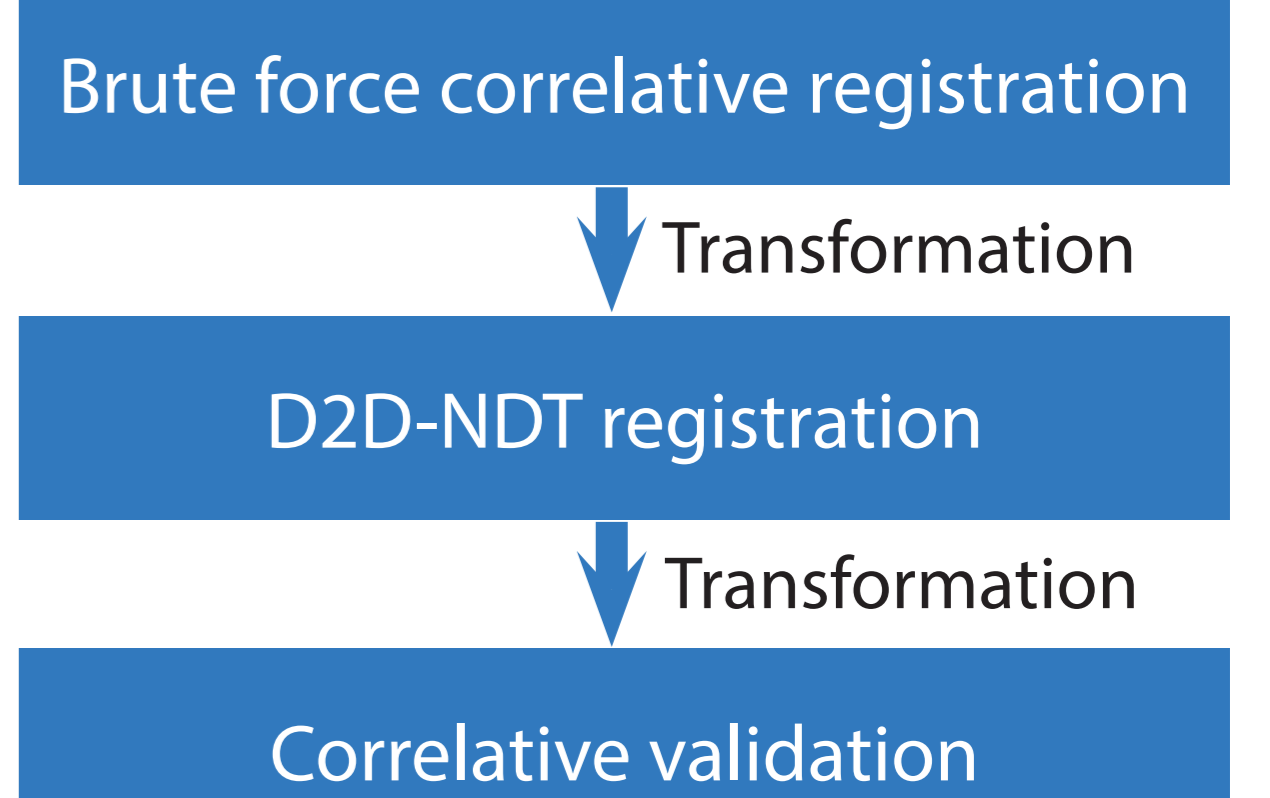 Brute force correlative registration
Transformation
D2D-NDT registration
Transformation
Correlative validation